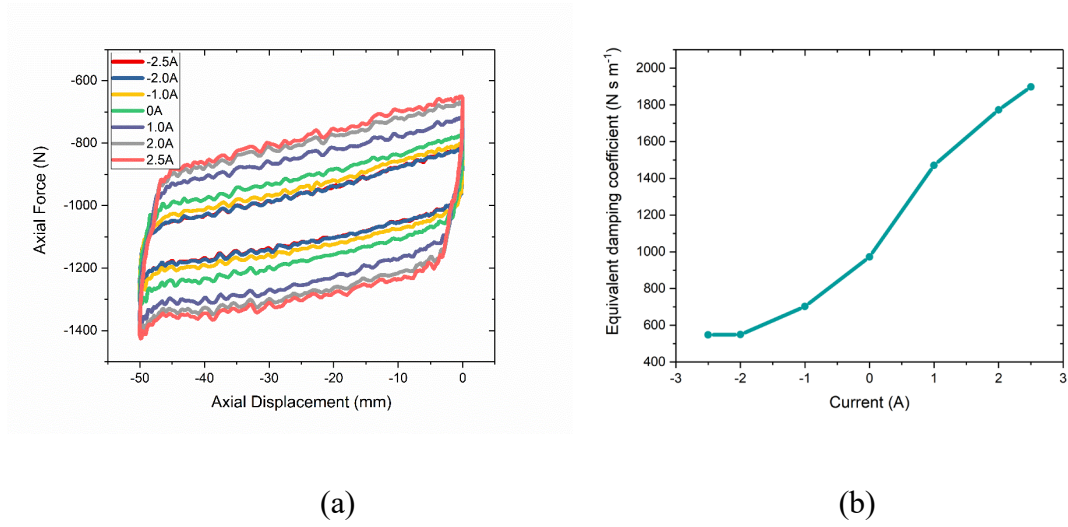 -2.5A
-2.0A
-1.0A
0A
1.0A
2.0A
2.5A
-600
-800
-1000
-1200
-1400
Axial Force (N)
-50 -40 -30 -20 -10 0
Axial Displacement (mm)
2000
1800
1600
1400
1200
1000
800
600
400
Equivalent damping coefficient (N s m-1)
-3 -2 -1 0 1 2 3
Current (A)
(a) (b)